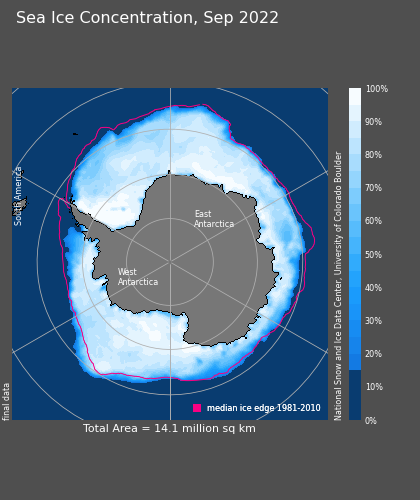 Sea Ice Concentration, Sep 2022
South America
East
Antarctica
West
Antarctica
final data
median ice edge 1981-2010
Total Area = 14.1 million sq km
National Snow and Ice Data Center, University of Colorado Boulder
100%
90%
80%
70%
60%
50%
40%
30%
20%
10%
0%